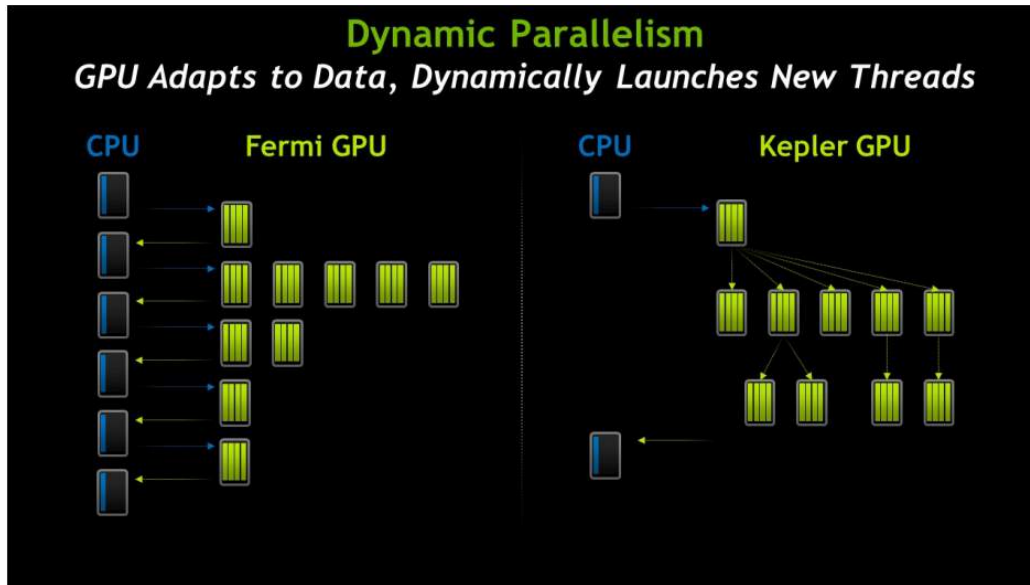 Dynamic Parallelism
GPU Adapts to Data, Dynamically Launches New Threads
CPU
Fermi GPU
CPU
Kepler GPU